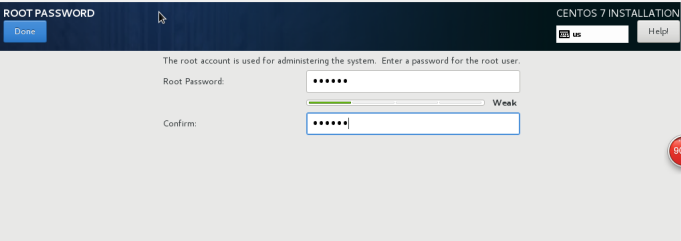 ROOT PASSWORD
CENTOS 7 INSTALLATION
Done
us
Help!
The root account is used for administering the system. Enter a password for the root user.
Root Password: ••••••
Weak
Confirm: ••••••